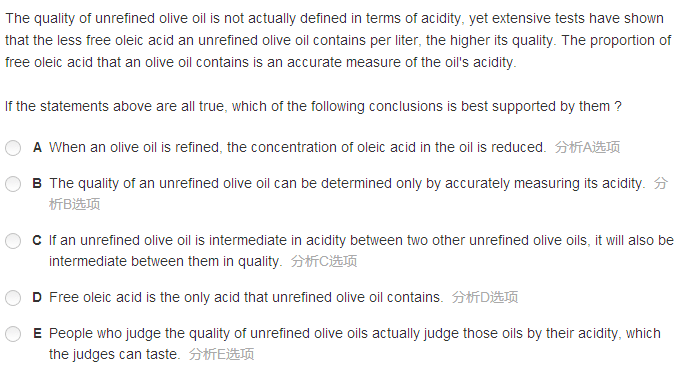 The quality of unrefined olive oil is not actually defined in terms of acidity, yet extensive tests have shown
that the less free oleic acid an unrefined olive oil contains per liter, the higher its quality. The proportion of
free oleic acid that an olive oil contains is an accurate measure of the oil's acidity.
If the statements above are all true, which of the following conclusions is best supported by them ?
A When an olive oil is refined, the concentration of oleic acid in the oil is reduced. 分析A选项
B The quality of an unrefined olive oil can be determined only by accurately measuring its acidity. 分
析B选项
C If an unrefined olive oil is intermediate in acidity between two other unrefined olive oils, it will also be
intermediate between them in quality. 分析C选项
D Free oleic acid is the only acid that unrefined olive oil contains. 分析D选项
E People who judge the quality of unrefined olive oils actually judge those oils by their acidity, which
the judges can taste. 分析E选项